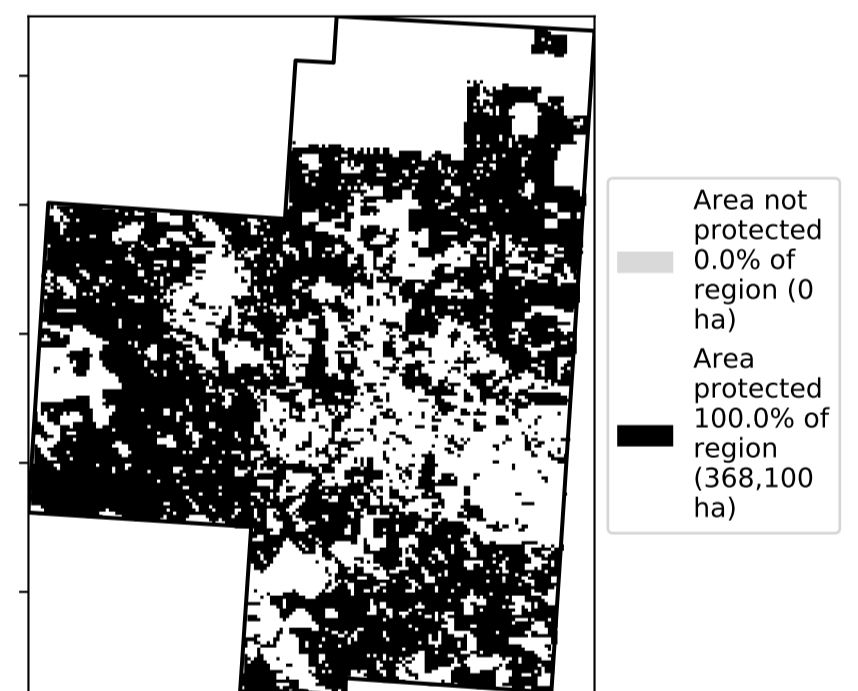 Area not
protected
0.0% of
region (0
ha)
Area
protected
100.0% of
region
(368,100
ha)